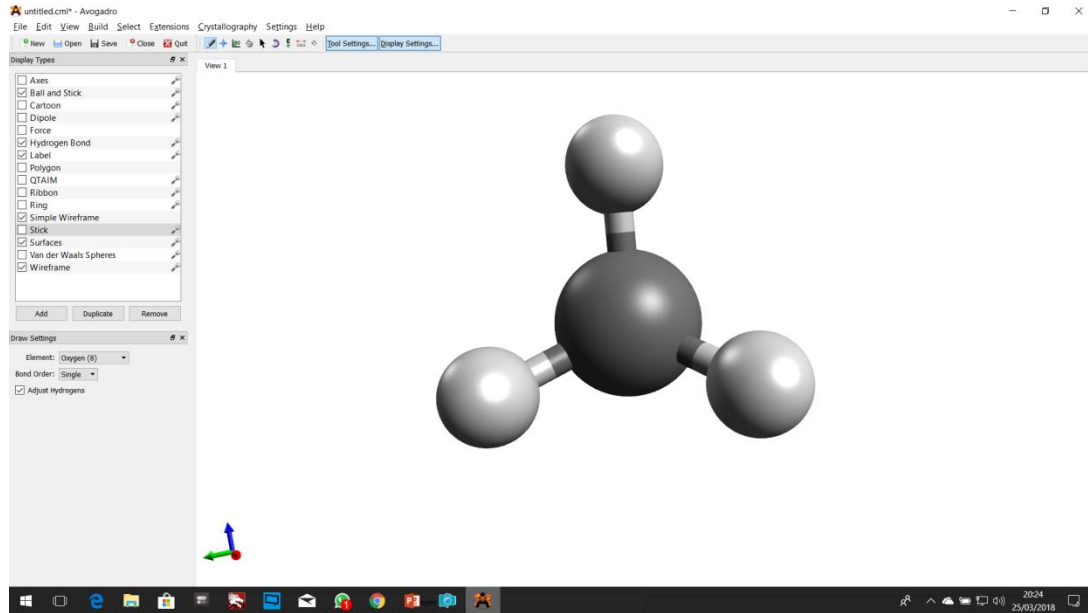 untitled.cml* - Avogadro
File Edit View Build Select Extensions Crystallography Settings Help
New Open Save Close Quit Tool Settings... Display Settings...
Display Types
View 1
Axes
Ball and Stick
Cartoon
Dipole
Force
Hydrogen Bond
Label
Polygon
QTAIM
Ribbon
Ring
Simple Wireframe
Stick
Surfaces
Van der Waals Spheres
Wireframe
Add Duplicate Remove
Draw Settings
Element: Oxygen (8)
Bond Order: Single
Adjust Hydrogens
20:24
25/03/2018